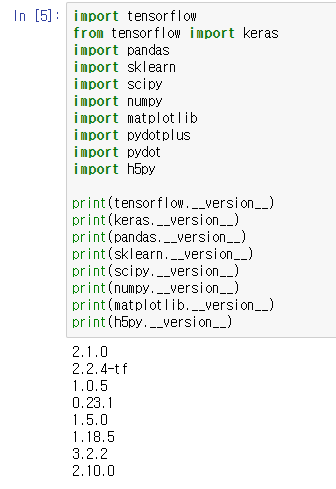 In [5]: import tensorflow
from tensorflow import keras
import pandas
import sklearn
import scipy
import numpy
import matplotlib
import pydotplus
import pydot
import h5py

print(tensorflow.__version__)
print(keras.__version__)
print(pandas.__version__)
print(sklearn.__version__)
print(scipy.__version__)
print(numpy.__version__)
print(matplotlib.__version__)
print(h5py.__version__)

2.1.0
2.2.4-tf
1.0.5
0.23.1
1.5.0
1.18.5
3.2.2
2.10.0